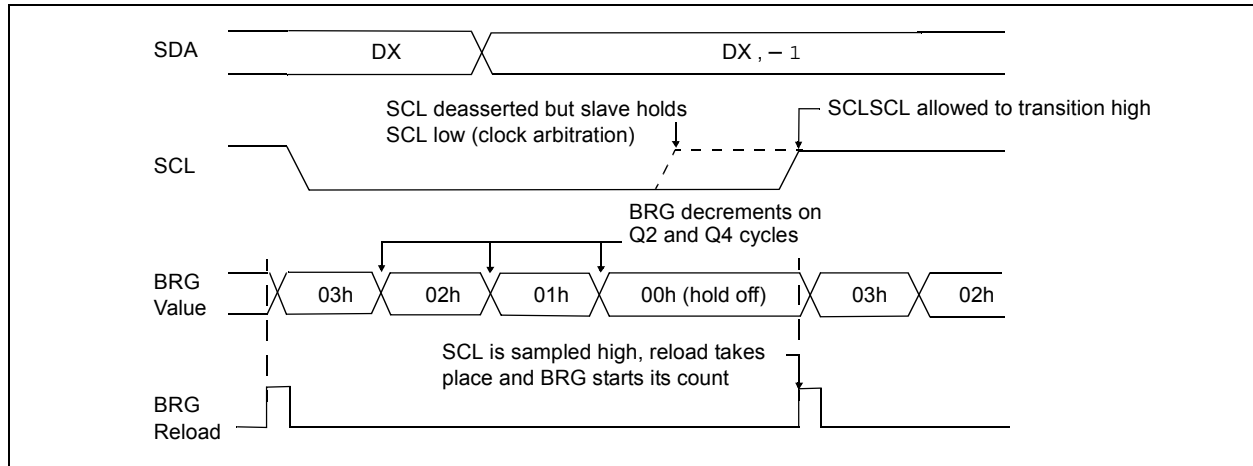 SDA
DX
DX , – 1
SCL deasserted but slave holds
SCL low (clock arbitration)
SCLSCL allowed to transition high
SCL
BRG decrements on
Q2 and Q4 cycles
BRG
Value
03h
02h
01h
00h (hold off)
03h
02h
SCL is sampled high, reload takes
place and BRG starts its count
BRG
Reload